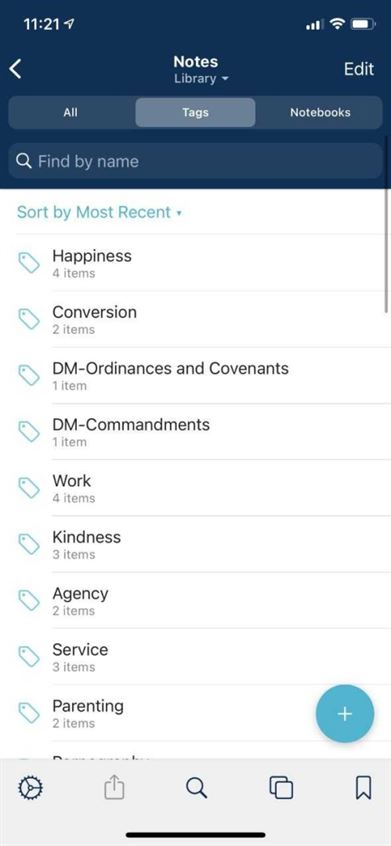 11:21
Notes
Edit
Library
All
Tags
Notebooks
Find by name
Sort by Most Recent
Happiness
4 items
Conversion
2 items
DM-Ordinances and Covenants
1 item
DM-Commandments
1 item
Work
4 items
Kindness
3 items
Agency
2 items
Service
3 items
Parenting
2 items